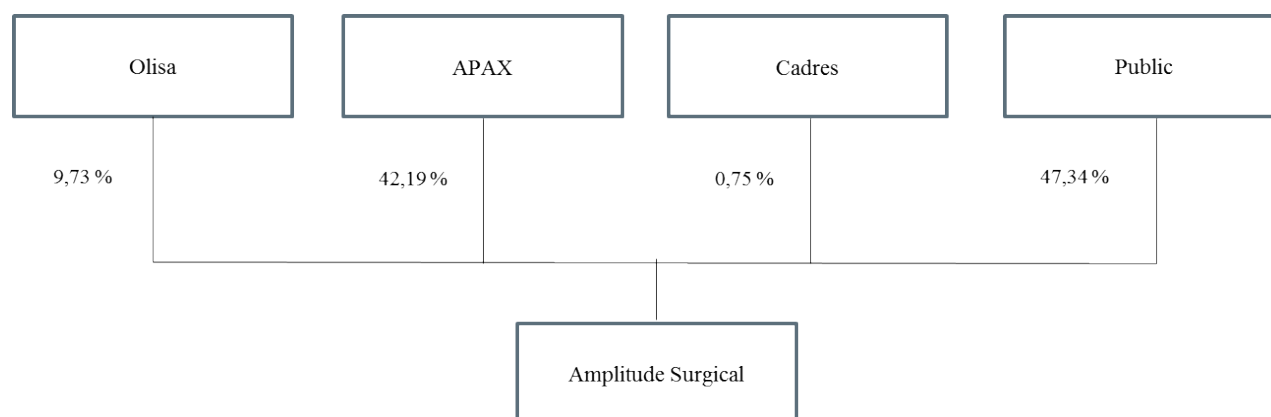 Olisa
APAX
Cadres
Public
9,73 %
42,19 %
0,75 %
47,34 %
Amplitude Surgical